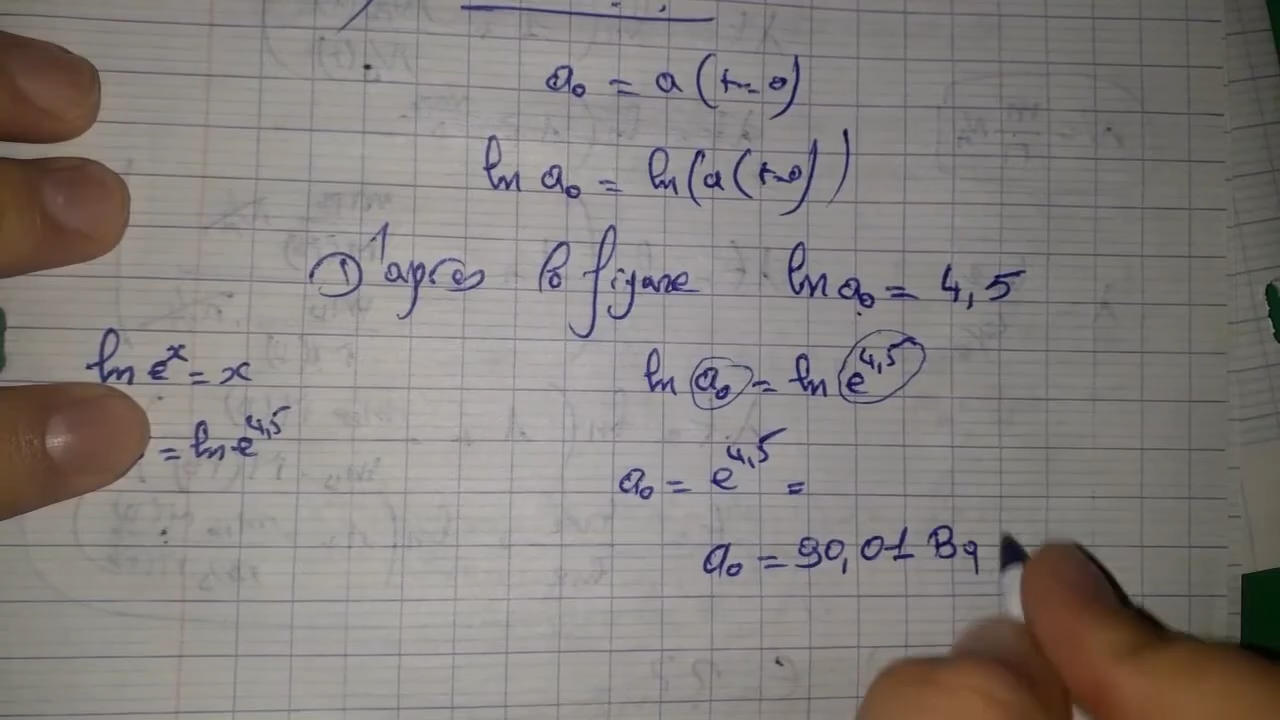 a₀ = a(t=0)
ln a₀ = ln(a(t=0))
D'après la figure ln a₀ = 4,5
ln eˣ = x
ln a₀ = ln e^4,5
= ln e^4,5
a₀ = e^4,5 =
a₀ = 90,01 Bq